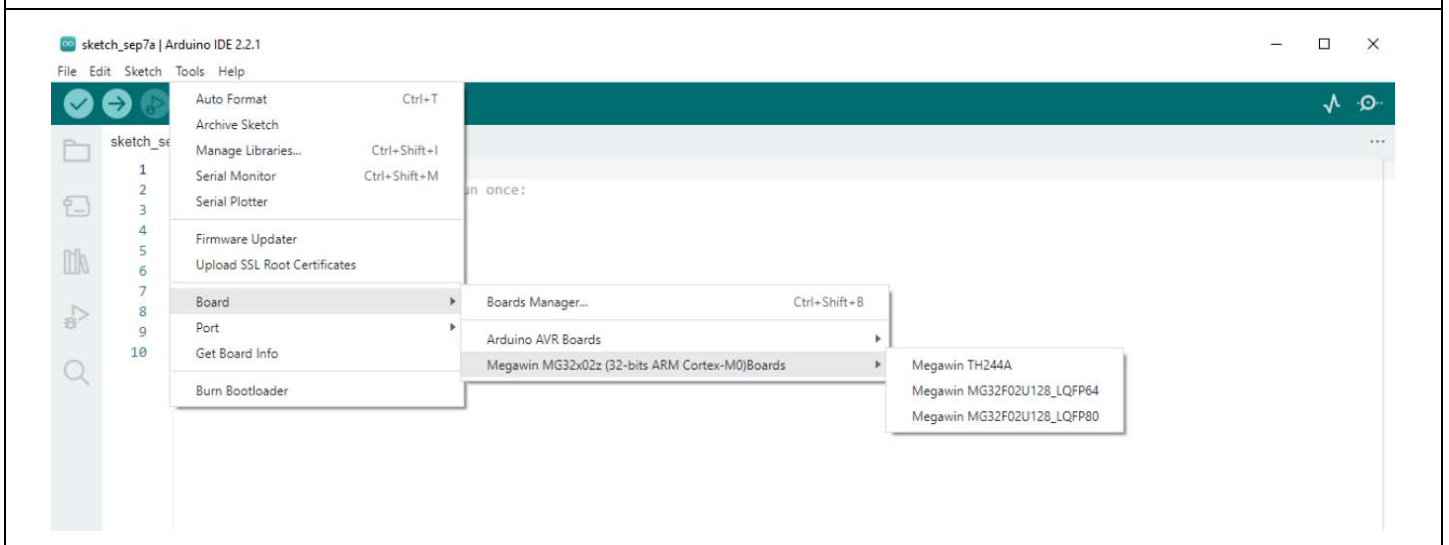 sketch_sep7a | Arduino IDE 2.2.1
File Edit Sketch Tools Help
Auto Format Ctrl+T
Archive Sketch
sketch_se
Manage Libraries... Ctrl+Shift+I
1
Serial Monitor Ctrl+Shift+M
2 un once:
Serial Plotter
3
4
Firmware Updater
5
Upload SSL Root Certificates
6
7
Board Boards Manager... Ctrl+Shift+B
8
Port
9
Arduino AVR Boards
10 Get Board Info
Megawin MG32x02z (32-bits ARM Cortex-M0)Boards Megawin TH244A
Burn Bootloader Megawin MG32F02U128_LQFP64
Megawin MG32F02U128_LQFP80